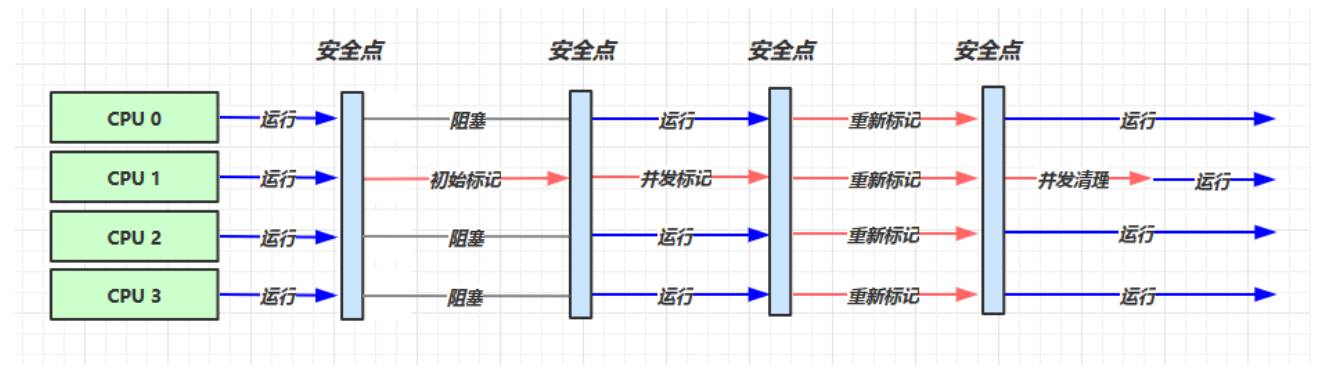 安全点 安全点 安全点 安全点
CPU 0 运行 阻塞 运行 重新标记 运行
CPU 1 运行 初始标记 并发标记 重新标记 并发清理 运行
CPU 2 运行 阻塞 运行 重新标记 运行
CPU 3 运行 阻塞 运行 重新标记 运行